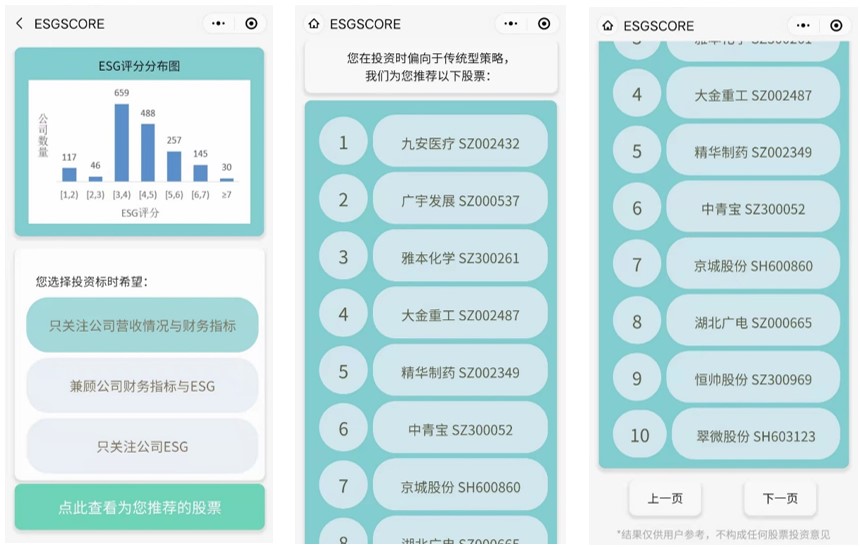 ESGSCORE
ESG评分分布图
公司数量
659
488
257
145
117
46
30
[1,2) [2,3) [3,4) [4,5) [5,6) [6,7) ≥7
ESG评分
您选择投资标时希望：
只关注公司营收情况与财务指标
兼顾公司财务指标与ESG
只关注公司ESG
点此查看为您推荐的股票
ESGSCORE
您在投资时偏向于传统型策略，
我们为您推荐以下股票：
1 九安医疗 SZ002432
2 广宇发展 SZ000537
3 雅本化学 SZ300261
4 大金重工 SZ002487
5 精华制药 SZ002349
6 中青宝 SZ300052
7 京城股份 SH600860
8 湖北广电 SZ000665
ESGSCORE
3 雅本化学 SZ300261
4 大金重工 SZ002487
5 精华制药 SZ002349
6 中青宝 SZ300052
7 京城股份 SH600860
8 湖北广电 SZ000665
9 恒帅股份 SZ300969
10 翠微股份 SH603123
上一页 下一页
*结果仅供用户参考，不构成任何股票投资意见